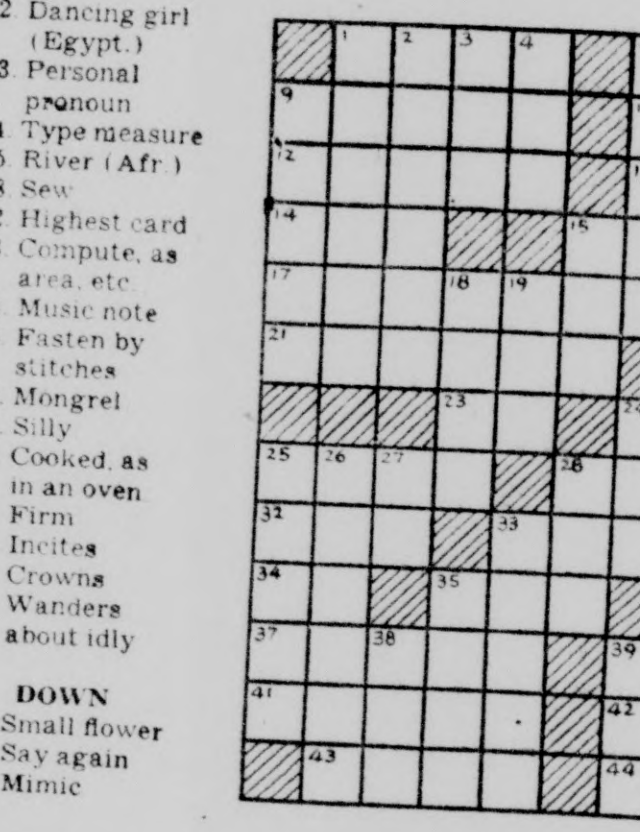 2. Dancing girl
(Egypt.)
3. Personal
pronoun
Type measure
River (Afr.)
Sew
Highest card
Compute, as
area, etc.
Music note
Fasten by
stitches
Mongrel
Silly
Cooked, as
in an oven
Firm
Incites
Crowns
Wanders
about idly
DOWN
Small flower
Say again
Mimic
1 2 3 4
9
12
14 15
17 18 19
21
23 24
25 26 27 28
32 33
34 35
37 38 39
41 42
43 44